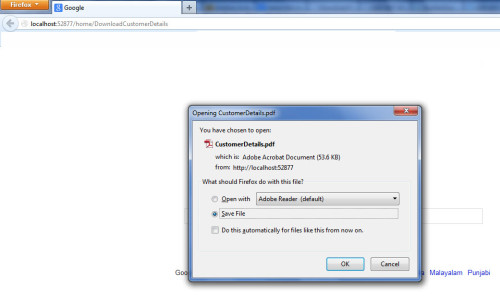 Firefox
Google
localhost:52877/home/DownloadCustomerDetails
Opening CustomerDetails.pdf
You have chosen to open:
CustomerDetails.pdf
which is: Adobe Acrobat Document (53.6 KB)
from: http://localhost:52877
What should Firefox do with this file?
Open with Adobe Reader (default)
Save File
Do this automatically for files like this from now on.
OK Cancel
Goo Malayalam Punjabi